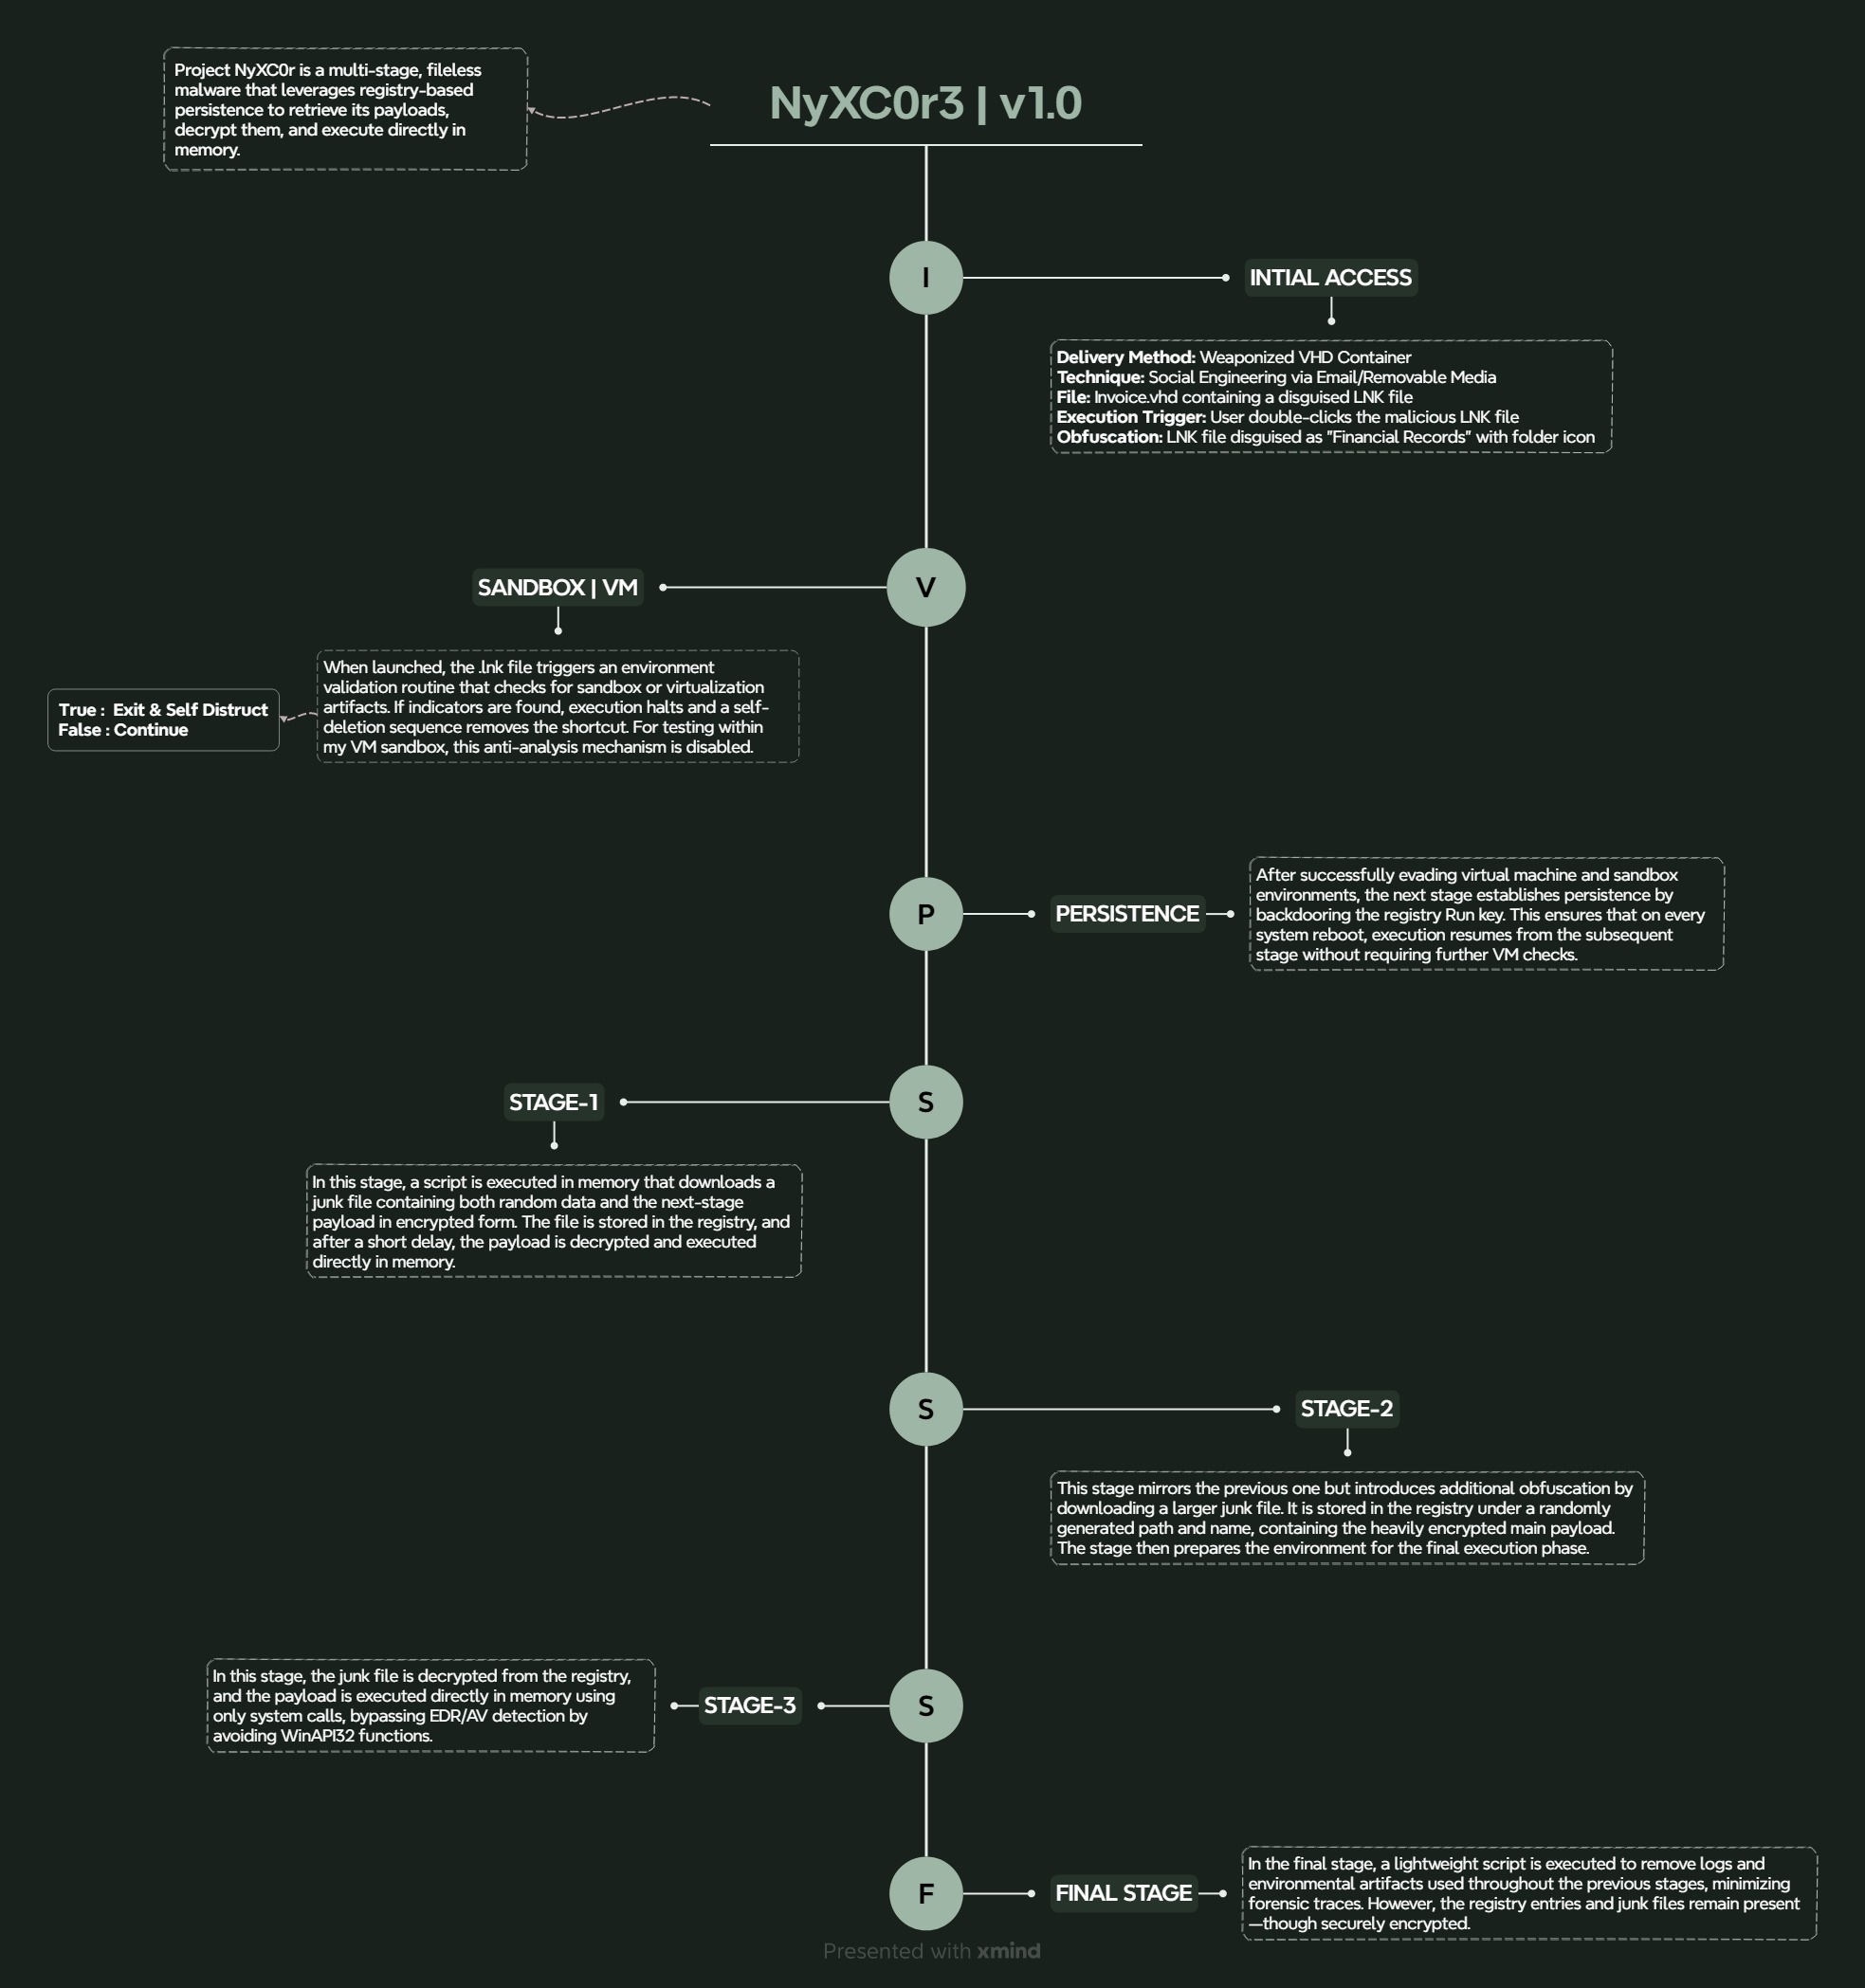 Project NyXC0r is a multi-stage, fileless
malware that leverages registry-based
persistence to retrieve its payloads,
decrypt them, and execute directly in
memory.
NyXC0r3 | v1.0
I
INTIAL ACCESS
Delivery Method: Weaponized VHD Container
Technique: Social Engineering via Email/Removable Media
File: Invoice.vhd containing a disguised LNK file
Execution Trigger: User double-clicks the malicious LNK file
Obfuscation: LNK file disguised as "Financial Records" with folder icon
V
SANDBOX | VM
When launched, the .lnk file triggers an environment
validation routine that checks for sandbox or virtualization
artifacts. If indicators are found, execution halts and a self-
deletion sequence removes the shortcut. For testing within
my VM sandbox, this anti-analysis mechanism is disabled.
True : Exit & Self Distruct
False : Continue
P
PERSISTENCE
After successfully evading virtual machine and sandbox
environments, the next stage establishes persistence by
backdooring the registry Run key. This ensures that on every
system reboot, execution resumes from the subsequent
stage without requiring further VM checks.
S
STAGE-1
In this stage, a script is executed in memory that downloads a
junk file containing both random data and the next-stage
payload in encrypted form. The file is stored in the registry, and
after a short delay, the payload is decrypted and executed
directly in memory.
S
STAGE-2
This stage mirrors the previous one but introduces additional obfuscation by
downloading a larger junk file. It is stored in the registry under a randomly
generated path and name, containing the heavily encrypted main payload.
The stage then prepares the environment for the final execution phase.
S
STAGE-3
In this stage, the junk file is decrypted from the registry,
and the payload is executed directly in memory using
only system calls, bypassing EDR/AV detection by
avoiding WinAPI32 functions.
F
FINAL STAGE
In the final stage, a lightweight script is executed to remove logs and
environmental artifacts used throughout the previous stages, minimizing
forensic traces. However, the registry entries and junk files remain present
—though securely encrypted.
Presented with xmind